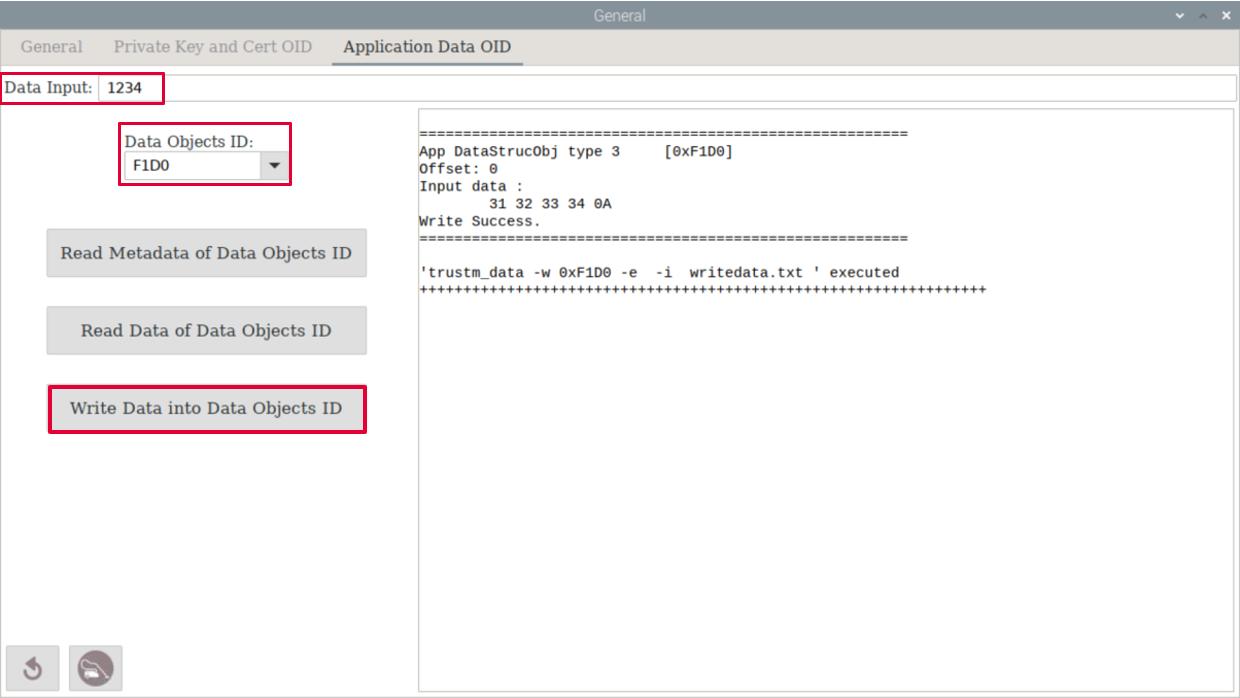 General
General Private Key and Cert OID Application Data OID
Data Input: 1234
Data Objects ID:
F1D0
Read Metadata of Data Objects ID
Read Data of Data Objects ID
Write Data into Data Objects ID
========================================================
App DataStrucObj type 3     [0xF1D0]
Offset: 0
Input data :
        31 32 33 34 0A
Write Success.
========================================================
'trustm_data -w 0xF1D0 -e  -i  writedata.txt ' executed
+++++++++++++++++++++++++++++++++++++++++++++++++++++++++++++++++